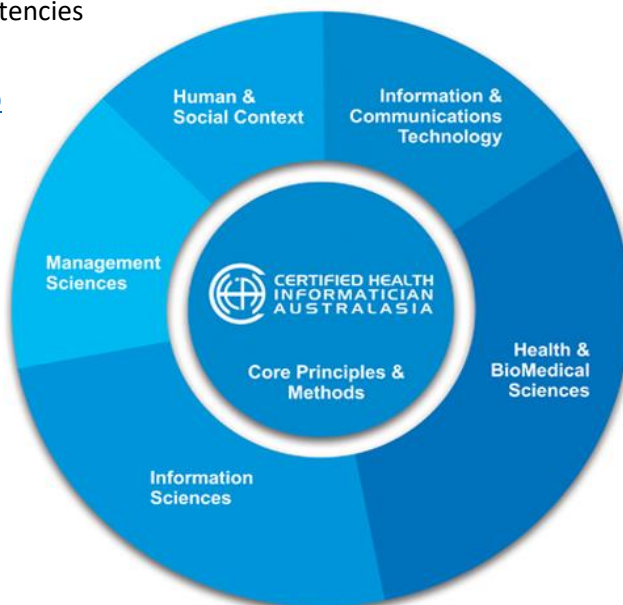 tencies
Human &
Social Context
Information &
Communications
Technology
Management
Sciences
CERTIFIED HEALTH
INFORMATICIAN
AUSTRALASIA
Core Principles &
Methods
Health &
BioMedical
Sciences
Information
Sciences